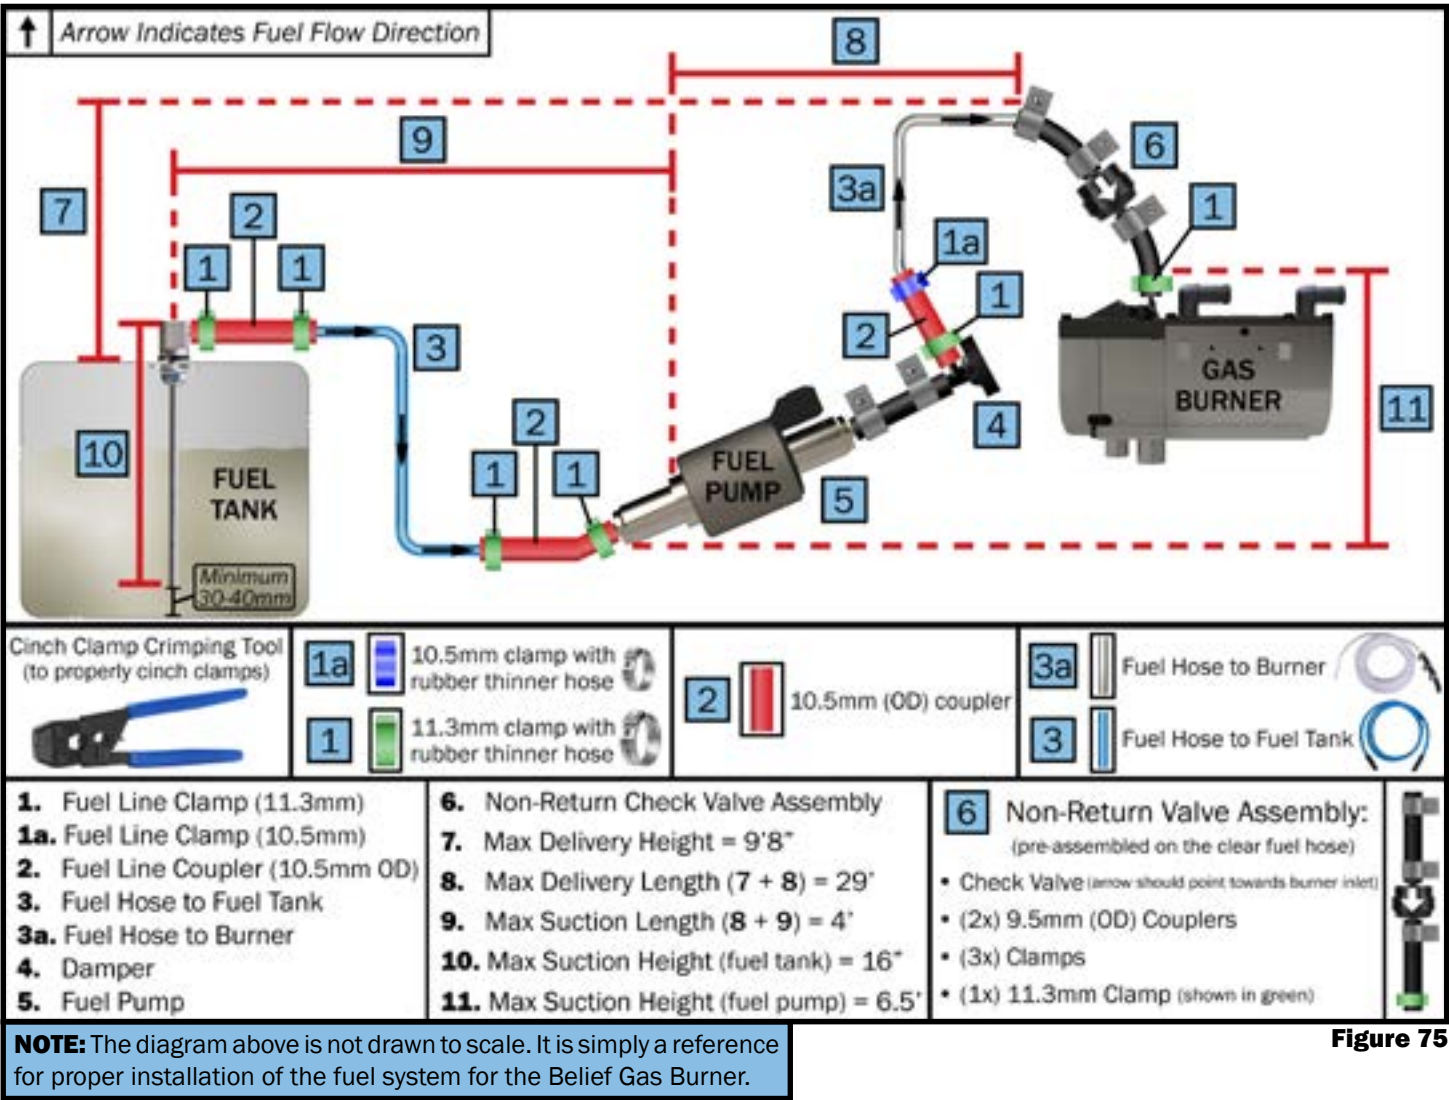 Arrow Indicates Fuel Flow Direction
8
9
6
3a
7
2
1
1
1
1a
1
2
3
GAS
BURNER
11
4
2
10
FUEL
TANK
1
1
FUEL
PUMP
5
Minimum
30-40mm
Cinch Clamp Crimping Tool
(to properly cinch clamps)
1a
10.5mm clamp with
rubber thinner hose
1
11.3mm clamp with
rubber thinner hose
2
10.5mm (OD) coupler
3a
Fuel Hose to Burner
3
Fuel Hose to Fuel Tank
1. Fuel Line Clamp (11.3mm)
1a. Fuel Line Clamp (10.5mm)
2. Fuel Line Coupler (10.5mm OD)
3. Fuel Hose to Fuel Tank
3a. Fuel Hose to Burner
4. Damper
5. Fuel Pump
6. Non-Return Check Valve Assembly
7. Max Delivery Height = 9'8"
8. Max Delivery Length (7 + 8) = 29'
9. Max Suction Length (8 + 9) = 4'
10. Max Suction Height (fuel tank) = 16"
11. Max Suction Height (fuel pump) = 6.5'
6
Non-Return Valve Assembly:
(pre-assembled on the clear fuel hose)
• Check Valve (arrow should point towards burner inlet)
• (2x) 9.5mm (OD) Couplers
• (3x) Clamps
• (1x) 11.3mm Clamp (shown in green)
Figure 75
NOTE: The diagram above is not drawn to scale. It is simply a reference
for proper installation of the fuel system for the Belief Gas Burner.